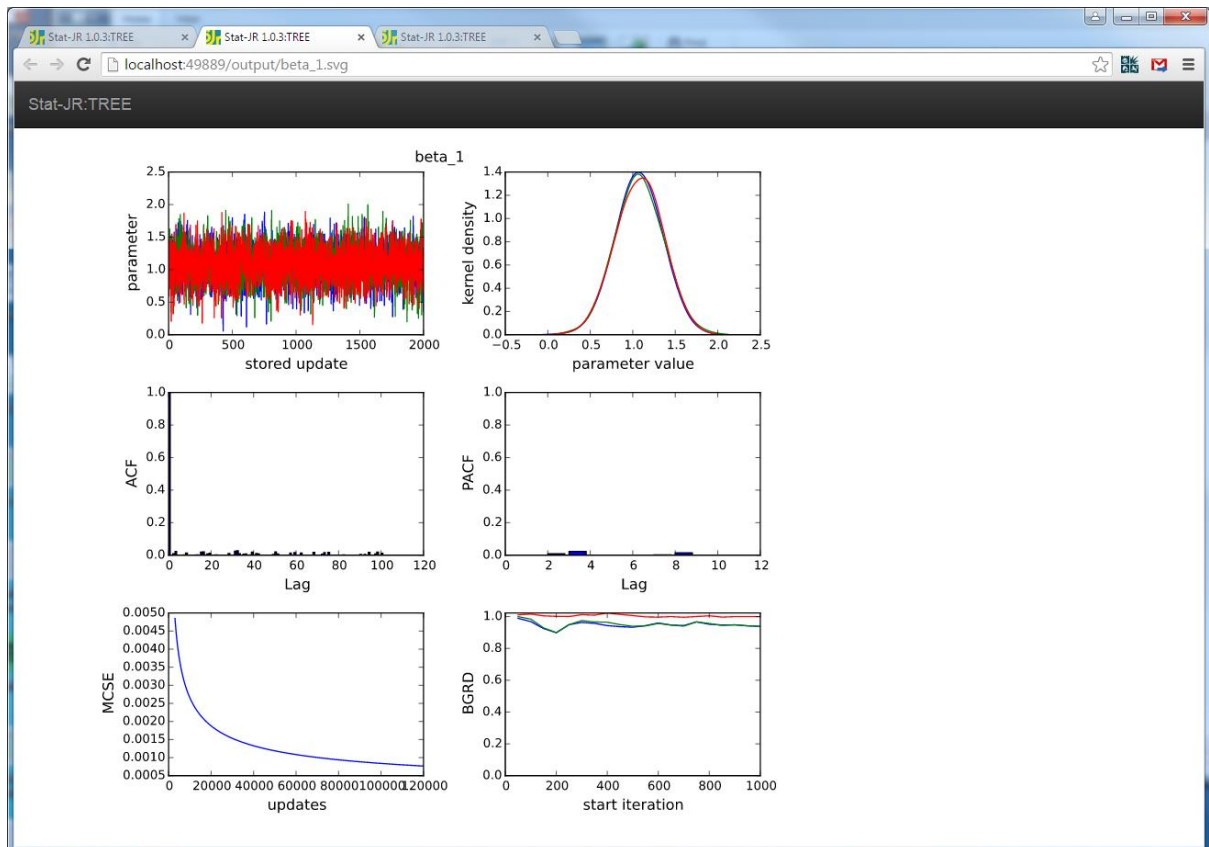 Stat-JR 1.0.3:TREE
Stat-JR 1.0.3:TREE
Stat-JR 1.0.3:TREE
localhost:49889/output/beta_1.svg
Stat-JR:TREE
beta_1
2.5
2.0
1.5
1.0
0.5
0.0
parameter
0 500 1000 1500 2000
stored update
1.4
1.2
1.0
0.8
0.6
0.4
0.2
0.0
kernel density
−0.5 0.0 0.5 1.0 1.5 2.0 2.5
parameter value
1.0
0.8
0.6
0.4
0.2
0.0
ACF
0 20 40 60 80 100 120
Lag
1.0
0.8
0.6
0.4
0.2
0.0
PACF
0 2 4 6 8 10 12
Lag
0.0050
0.0045
0.0040
0.0035
0.0030
0.0025
0.0020
0.0015
0.0010
0.0005
MCSE
0 20000 40000 60000 80000 100000 120000
updates
1.0
0.8
0.6
0.4
0.2
0.0
BGRD
0 200 400 600 800 1000
start iteration